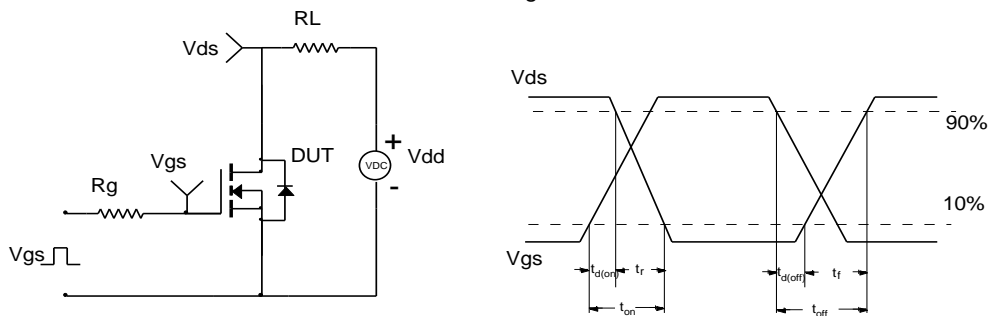 RL
Vds
Vds
90%
+
DUT
Vgs
VDC
Vdd
Rg
-
10%
Vgs
Vgs
td(on)
tr
td(off)
tf
ton
toff